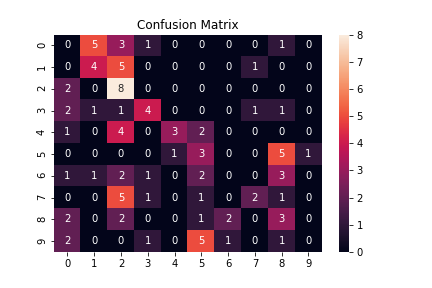 Confusion Matrix
0 0 5 3 1 0 0 0 0 1 0
1 0 4 5 0 0 0 0 1 0 0
2 2 0 8 0 0 0 0 0 0 0
3 2 1 1 4 0 0 0 1 1 0
4 1 0 4 0 3 2 0 0 0 0
5 0 0 0 0 1 3 0 0 5 1
6 1 1 2 1 0 2 0 0 3 0
7 0 0 5 1 0 1 0 2 1 0
8 2 0 2 0 0 1 2 0 3 0
9 2 0 0 1 0 5 1 0 1 0
0 1 2 3 4 5 6 7 8 9
8
7
6
5
4
3
2
1
0